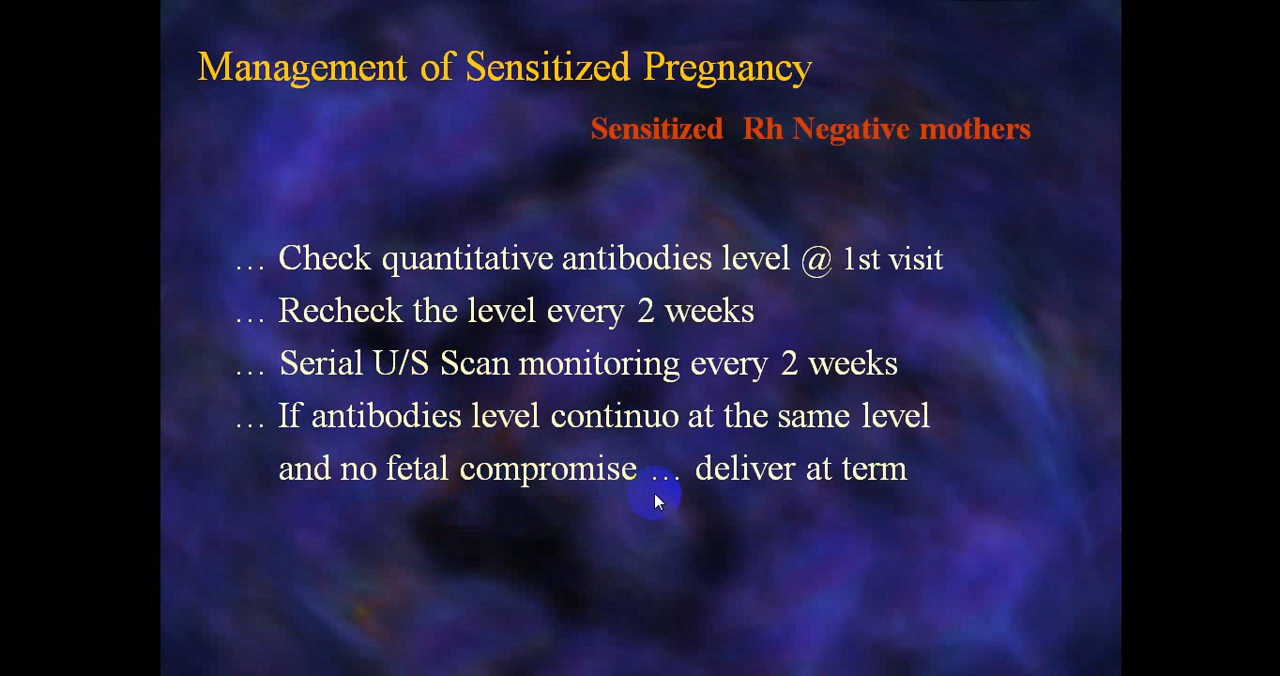 Management of Sensitized Pregnancy
Sensitized Rh Negative mothers
… Check quantitative antibodies level @ 1st visit
… Recheck the level every 2 weeks
… Serial U/S Scan monitoring every 2 weeks
… If antibodies level continuo at the same level
and no fetal compromise … deliver at term